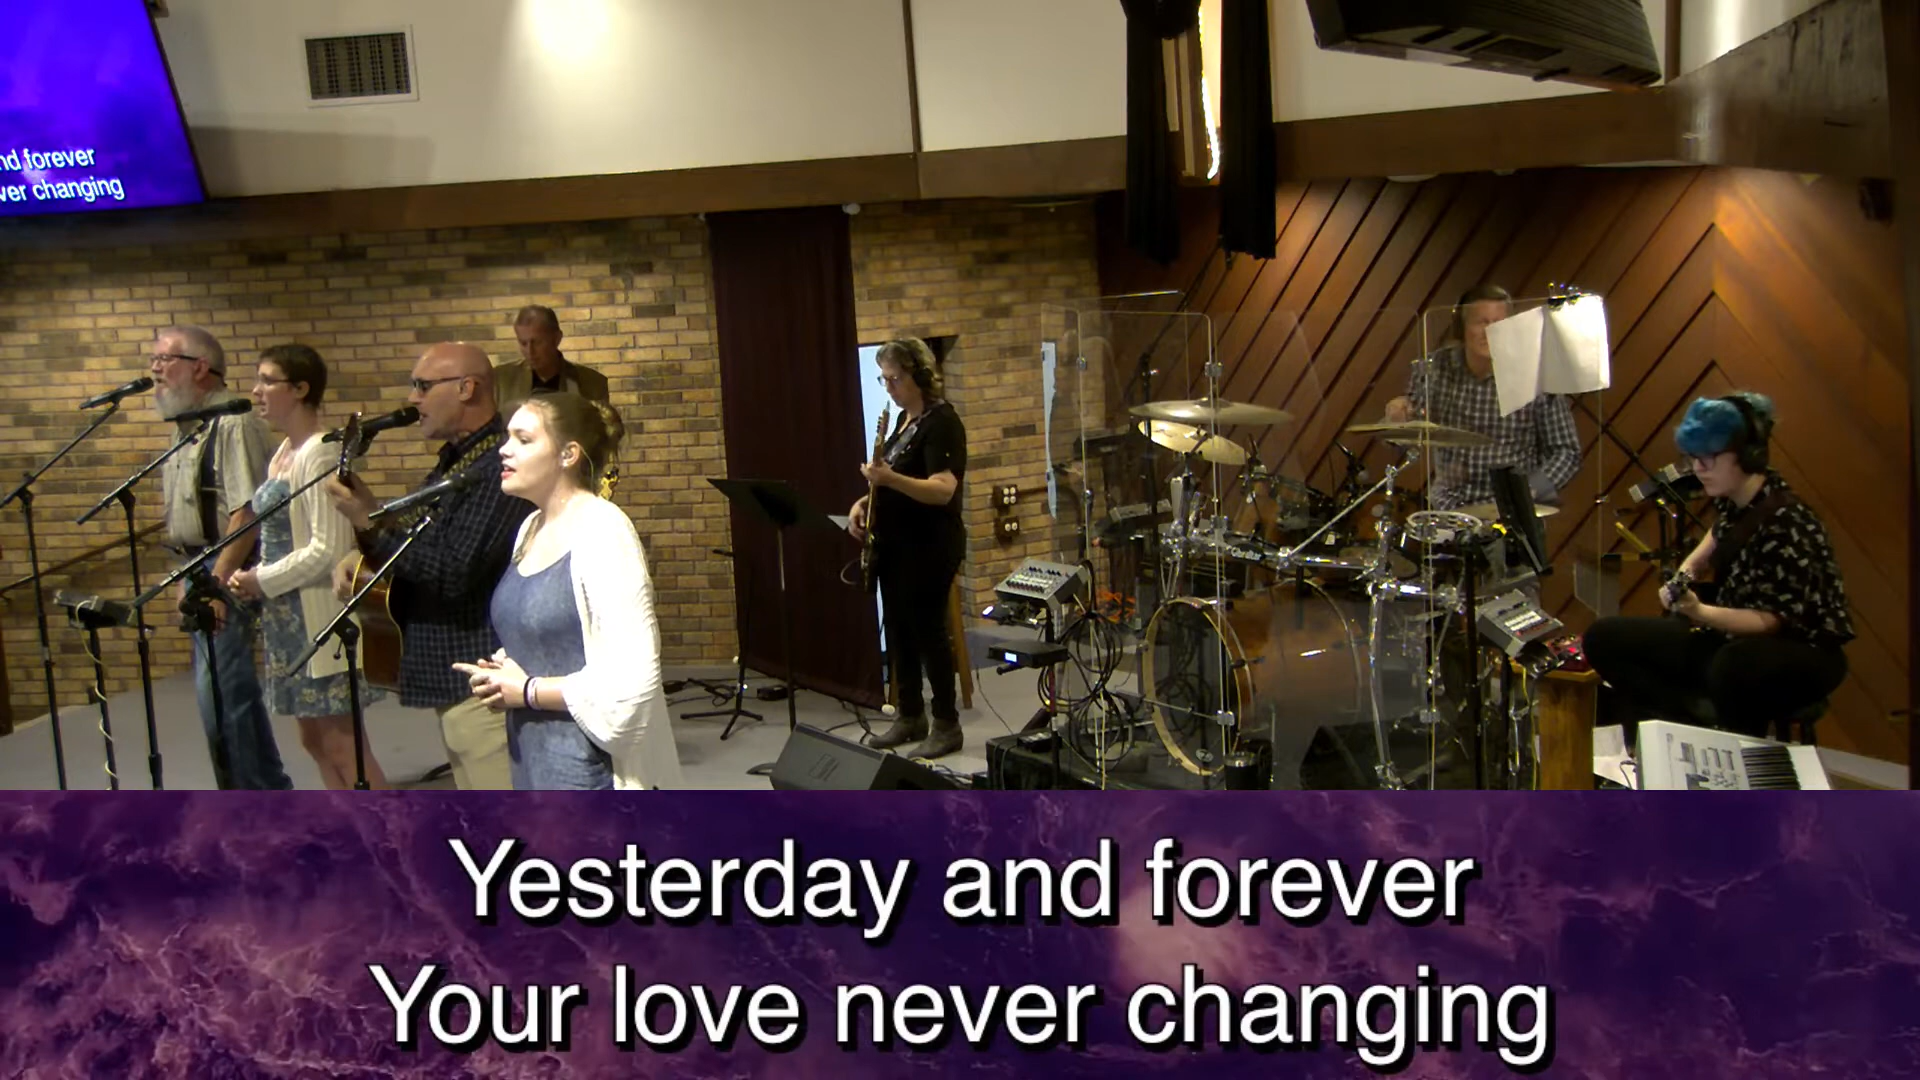 nd forever
ver changing
Yesterday and forever
Your love never changing